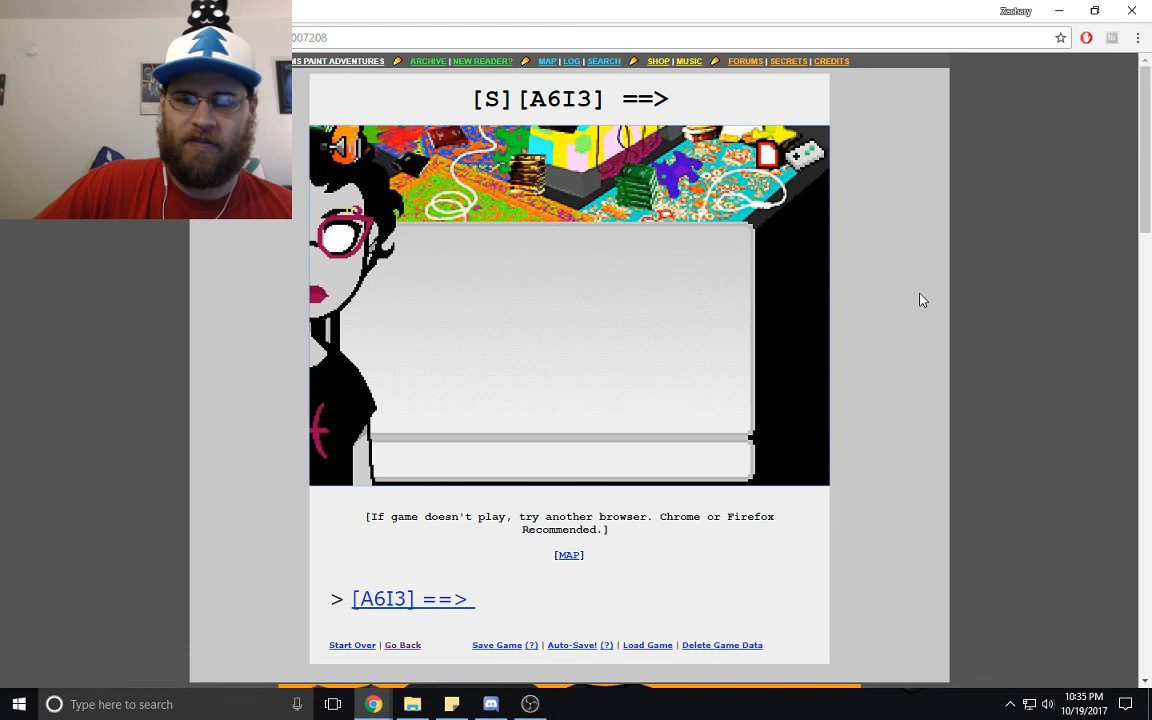 Zachary
007208
MS PAINT ADVENTURES ARCHIVE | NEW READER? MAP | LOG | SEARCH SHOP | MUSIC FORUMS | SECRETS | CREDITS
[S][A6I3] ==>
[If game doesn't play, try another browser. Chrome or Firefox
Recommended.]
[MAP]
> [A6I3] ==>
Start Over | Go Back Save Game (?) | Auto-Save! (?) | Load Game | Delete Game Data
Type here to search
10:35 PM
10/19/2017